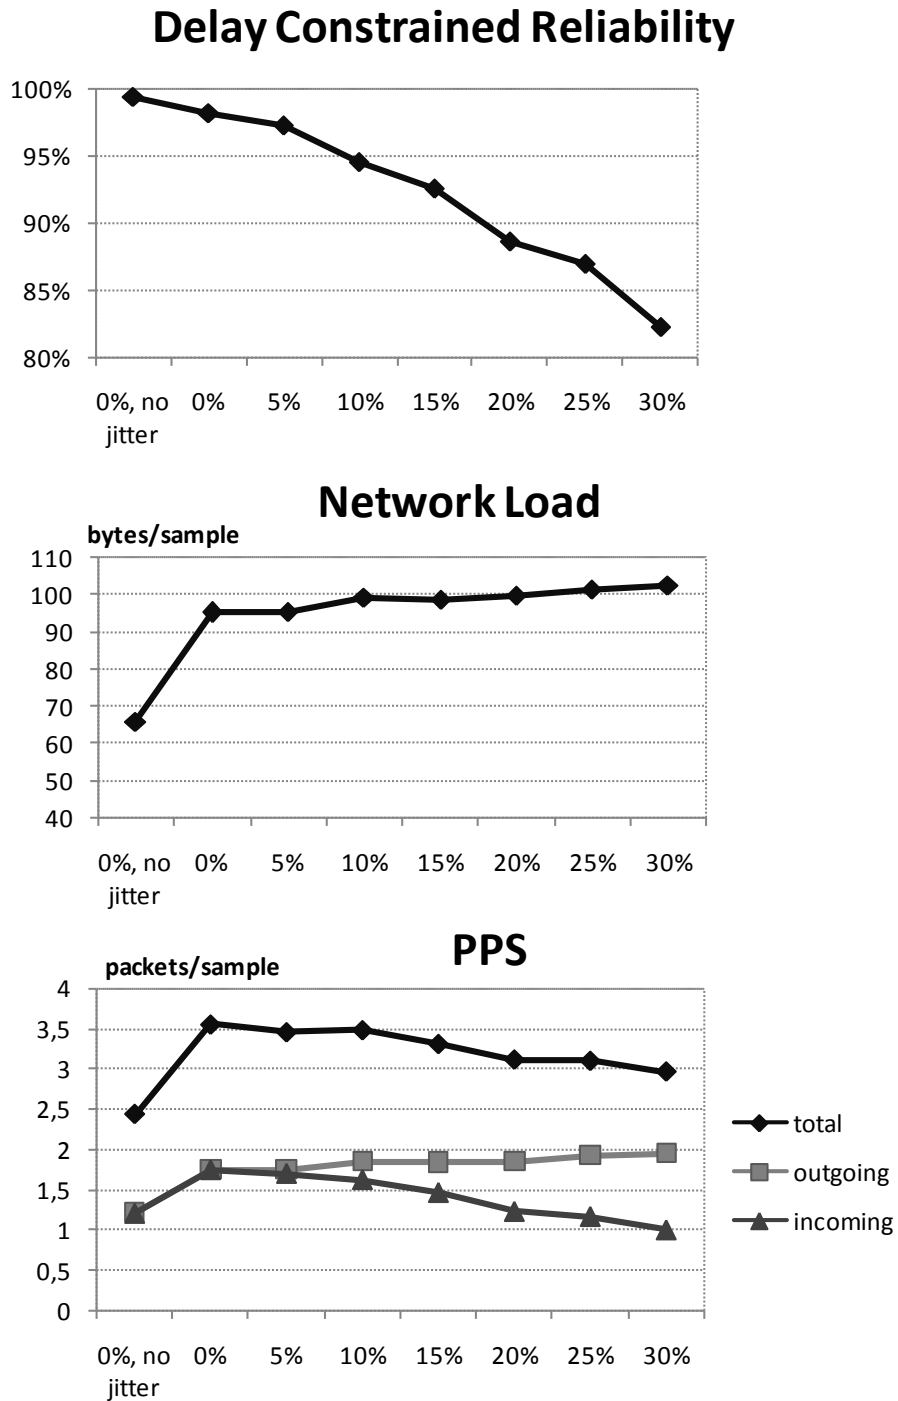 Delay Constrained Reliability
100%
95%
90%
85%
80%
0%, no jitter 0% 5% 10% 15% 20% 25% 30%
Network Load
bytes/sample
110
100
90
80
70
60
50
40
0%, no jitter 0% 5% 10% 15% 20% 25% 30%
PPS
packets/sample
4
3,5
3
2,5
2
1,5
1
0,5
0
total
outgoing
incoming
0%, no jitter 0% 5% 10% 15% 20% 25% 30%